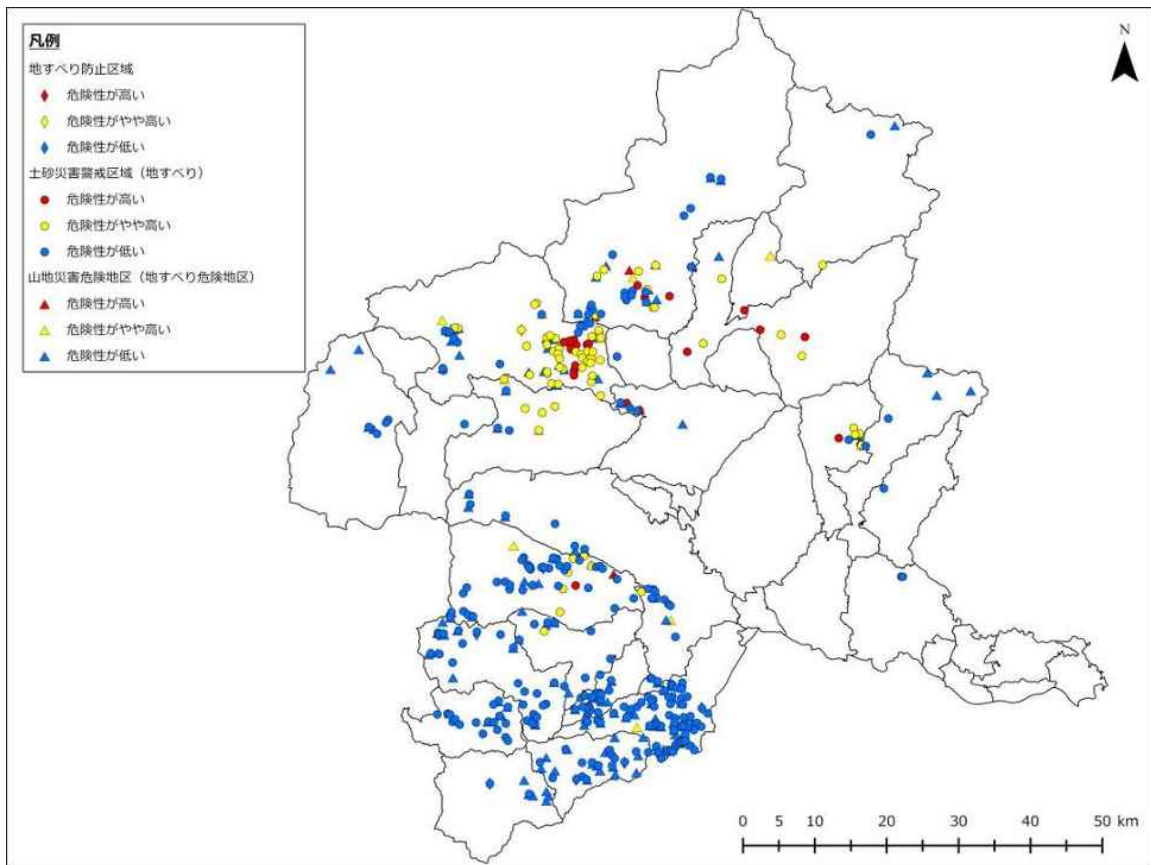 凡例
地すべり防止区域
危険性が高い
危険性がやや高い
危険性が低い
土砂災害警戒区域（地すべり）
危険性が高い
危険性がやや高い
危険性が低い
山地災害危険地区（地すべり危険地区）
危険性が高い
危険性がやや高い
危険性が低い
N
0 5 10 20 30 40 50 km